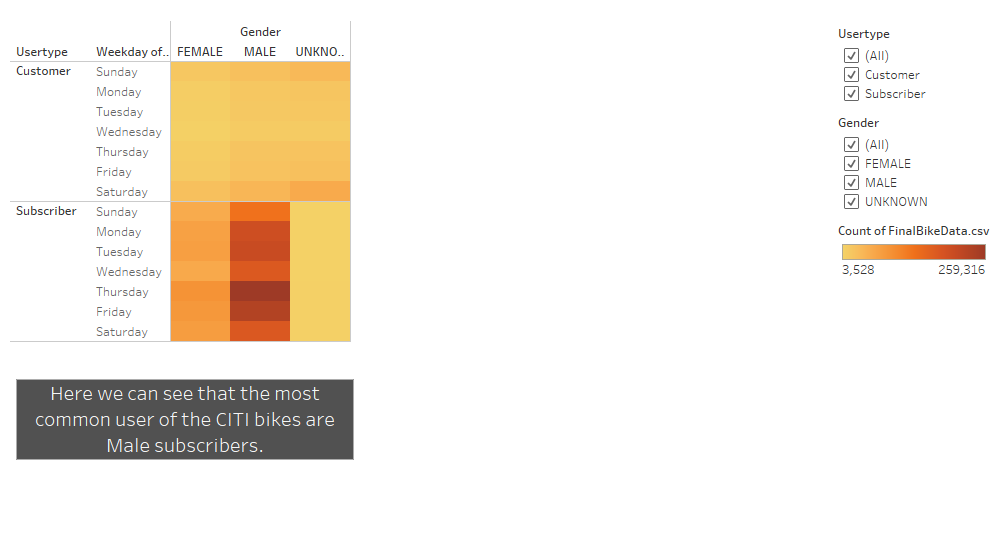 Gender
Usertype Weekday of.. FEMALE MALE UNKNO..
Customer Sunday
Monday
Tuesday
Wednesday
Thursday
Friday
Saturday
Subscriber Sunday
Monday
Tuesday
Wednesday
Thursday
Friday
Saturday
Here we can see that the most
common user of the CITI bikes are
Male subscribers.
Usertype
(All)
Customer
Subscriber
Gender
(All)
FEMALE
MALE
UNKNOWN
Count of FinalBikeData.csv
3,528 259,316